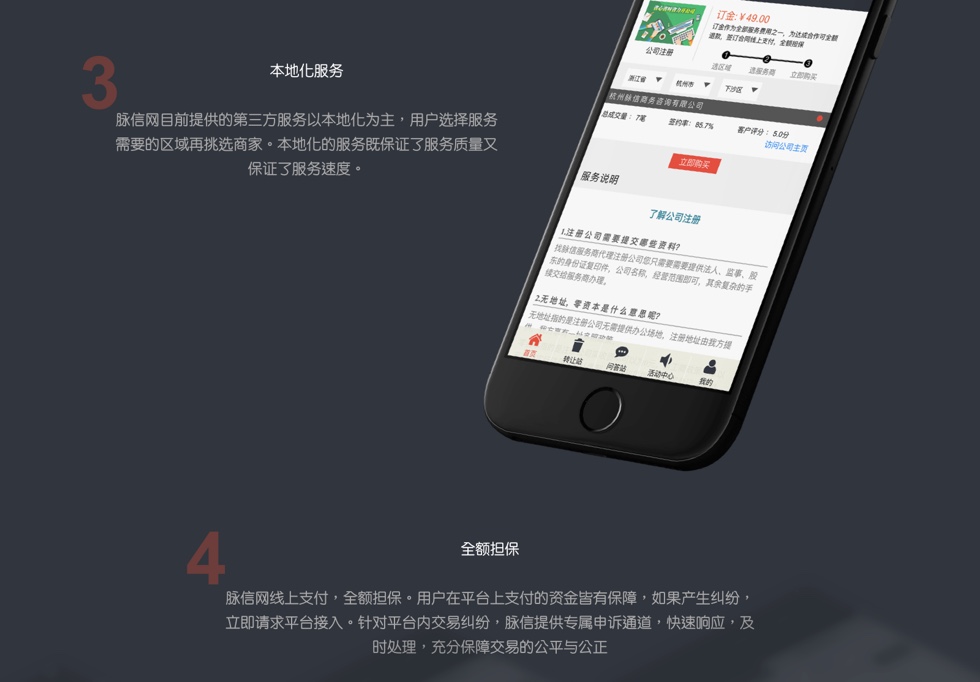 3
本地化服务
脉信网目前提供的第三方服务以本地化为主，用户选择服务
需要的区域再挑选商家。本地化的服务既保证了服务质量又
保证了服务速度。
公司注册
订金: ¥ 49.00
订金作为全部服务费用之一，为达成合作可全额
退款，签订合同线上支付，全额担保
1 2 3
选区域 选服务商 立即购买
浙江省 杭州市 下沙区
杭州脉信商务咨询有限公司
总成交量： 7笔 签约率： 85.7% 客户评分： 5.0分
访问公司主页
立即购买
服务说明
了解公司注册
1.注册公司需要提交哪些资料?
找脉信服务商代理注册公司您只需要需要提供法人、监事、股
东的身份证复印件，公司名称，经营范围即可，其余复杂的手
续交给服务商办理。
2.无地址，零资本是什么意思呢?
无地址指的是注册公司无需提供办公场地，注册地址由我方提
首页 转让站 问答站 活动中心 我的
4
全额担保
脉信网线上支付，全额担保。用户在平台上支付的资金皆有保障，如果产生纠纷，
立即请求平台接入。针对平台内交易纠纷，脉信提供专属申诉通道，快速响应，及
时处理，充分保障交易的公平与公正